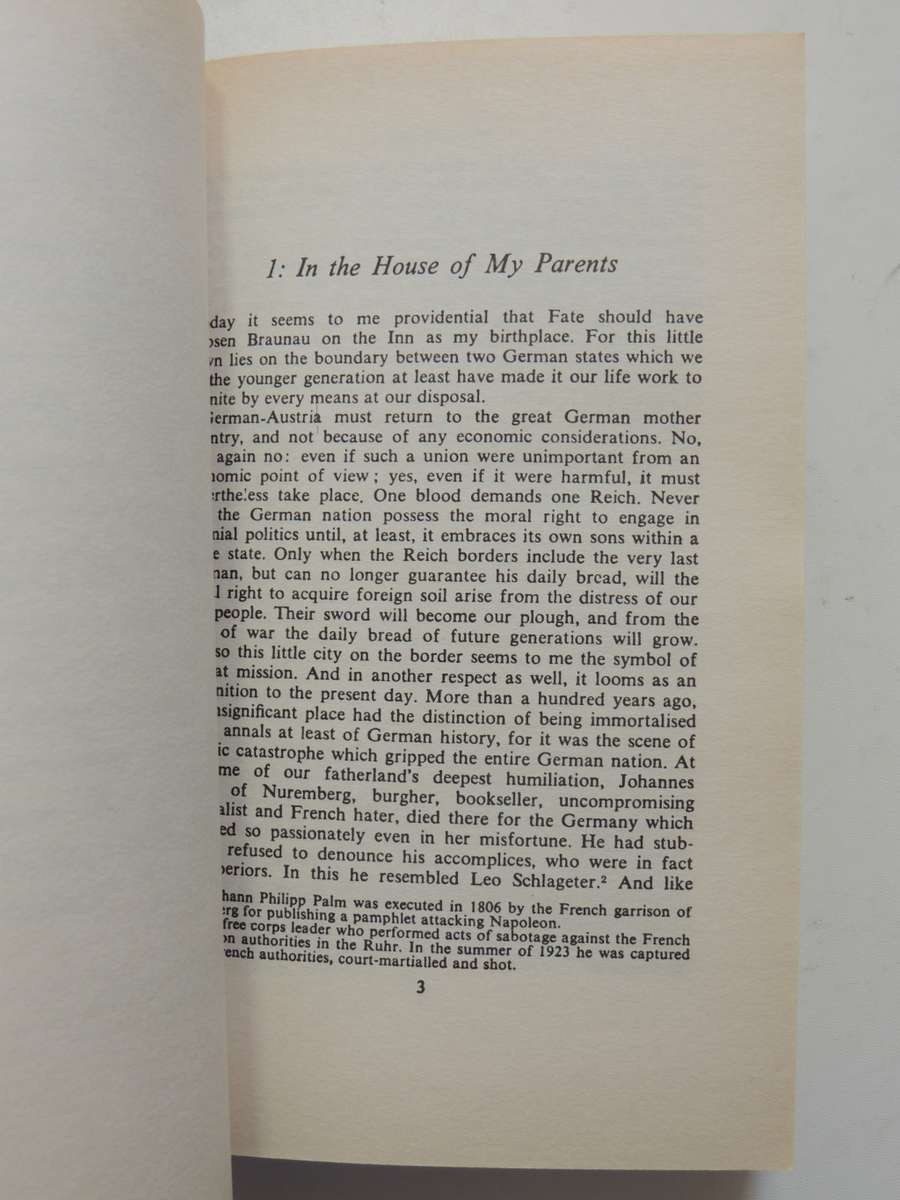 1: In the House of My Parents
day it seems to me providential that Fate should have
osen Braunau on the Inn as my birthplace. For this little
wn lies on the boundary between two German states which we
the younger generation at least have made it our life work to
nite by every means at our disposal.
German-Austria must return to the great German mother
ntry, and not because of any economic considerations. No,
again no: even if such a union were unimportant from an
nomic point of view; yes, even if it were harmful, it must
ertheless take place. One blood demands one Reich. Never
the German nation possess the moral right to engage in
nial politics until, at least, it embraces its own sons within a
e state. Only when the Reich borders include the very last
man, but can no longer guarantee his daily bread, will the
l right to acquire foreign soil arise from the distress of our
people. Their sword will become our plough, and from the
of war the daily bread of future generations will grow.
so this little city on the border seems to me the symbol of
at mission. And in another respect as well, it looms as an
nition to the present day. More than a hundred years ago,
nsignificant place had the distinction of being immortalised
annals at least of German history, for it was the scene of
ic catastrophe which gripped the entire German nation. At
me of our fatherland's deepest humiliation, Johannes
of Nuremberg, burgher, bookseller, uncompromising
alist and French hater, died there for the Germany which
ed so passionately even in her misfortune. He had stub-
refused to denounce his accomplices, who were in fact
periors. In this he resembled Leo Schlageter.² And like
hann Philipp Palm was executed in 1806 by the French garrison of
erg for publishing a pamphlet attacking Napoleon.
free corps leader who performed acts of sabotage against the French
on authorities in the Ruhr. In the summer of 1923 he was captured
rench authorities, court-martialled and shot.
3